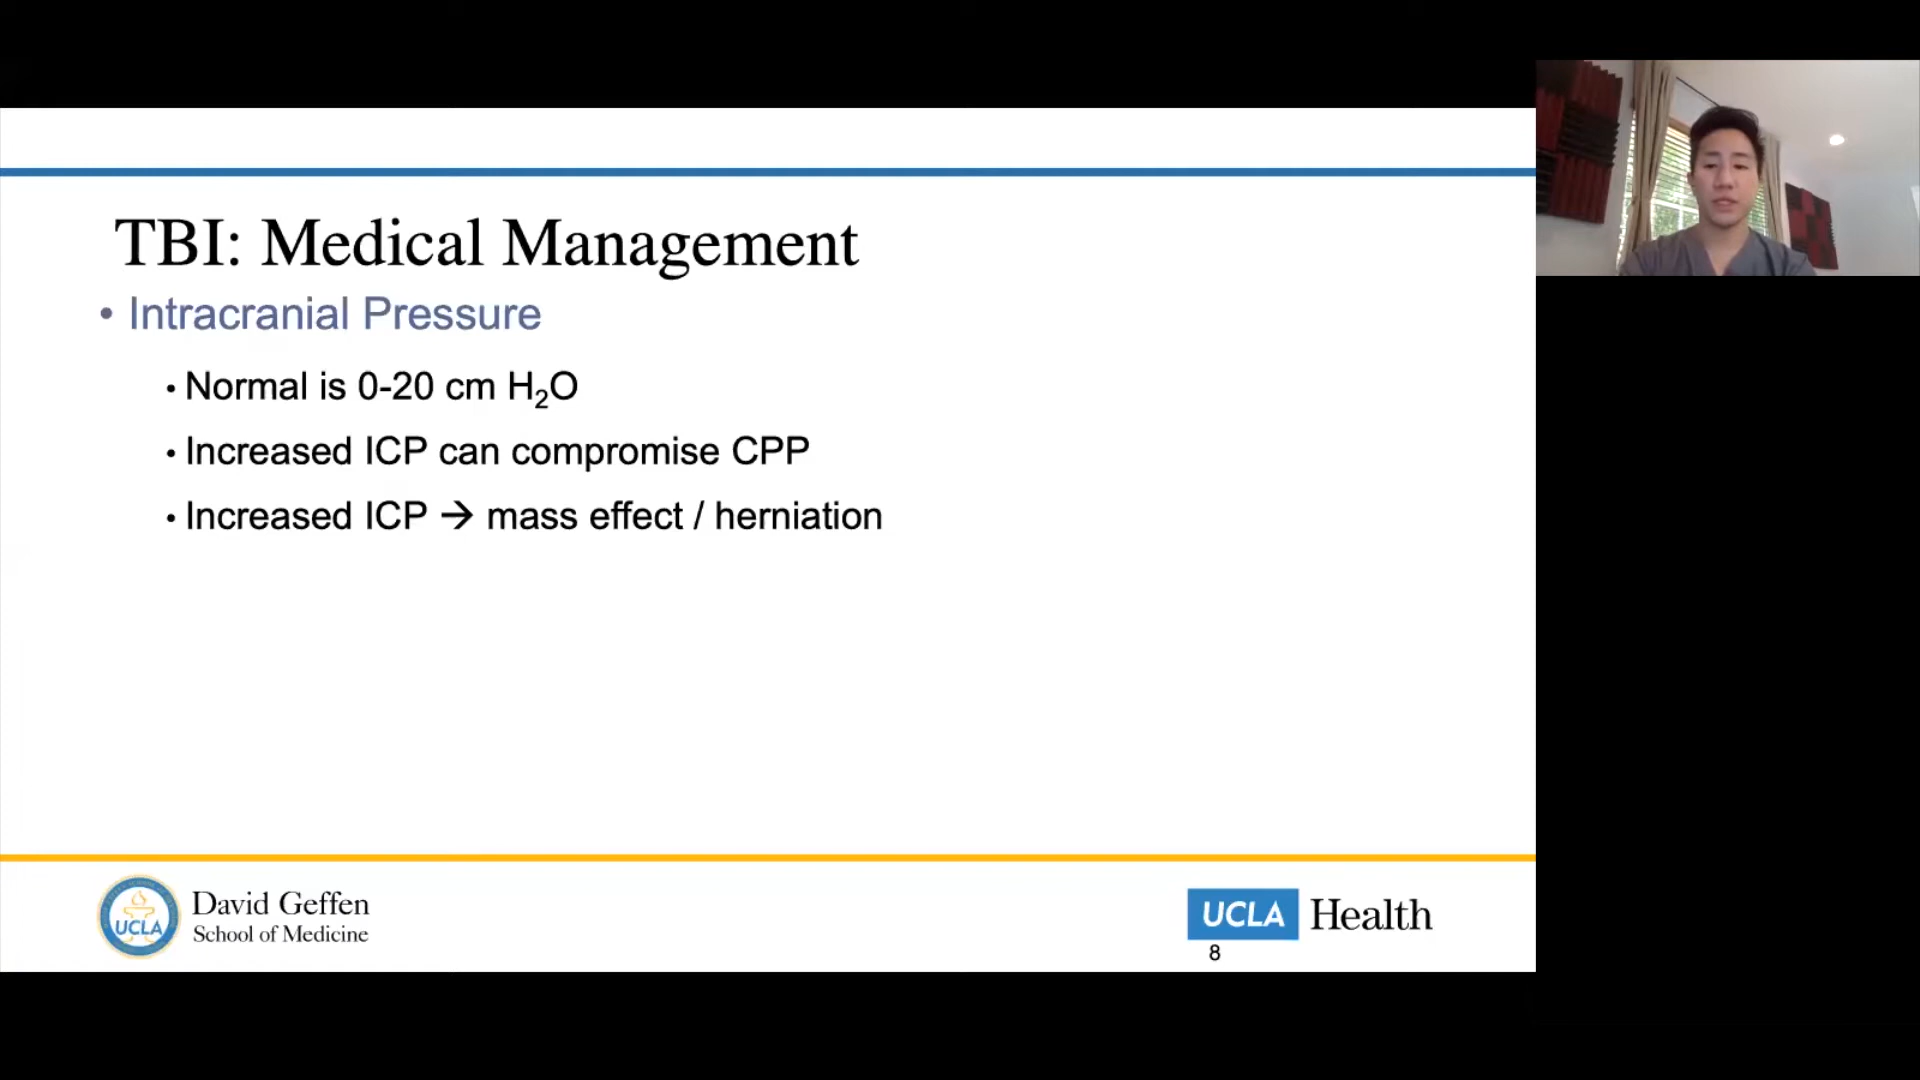 TBI: Medical Management
• Intracranial Pressure
• Normal is 0-20 cm H₂O
• Increased ICP can compromise CPP
• Increased ICP → mass effect / herniation
UCLA
David Geffen
School of Medicine
UCLA Health
8